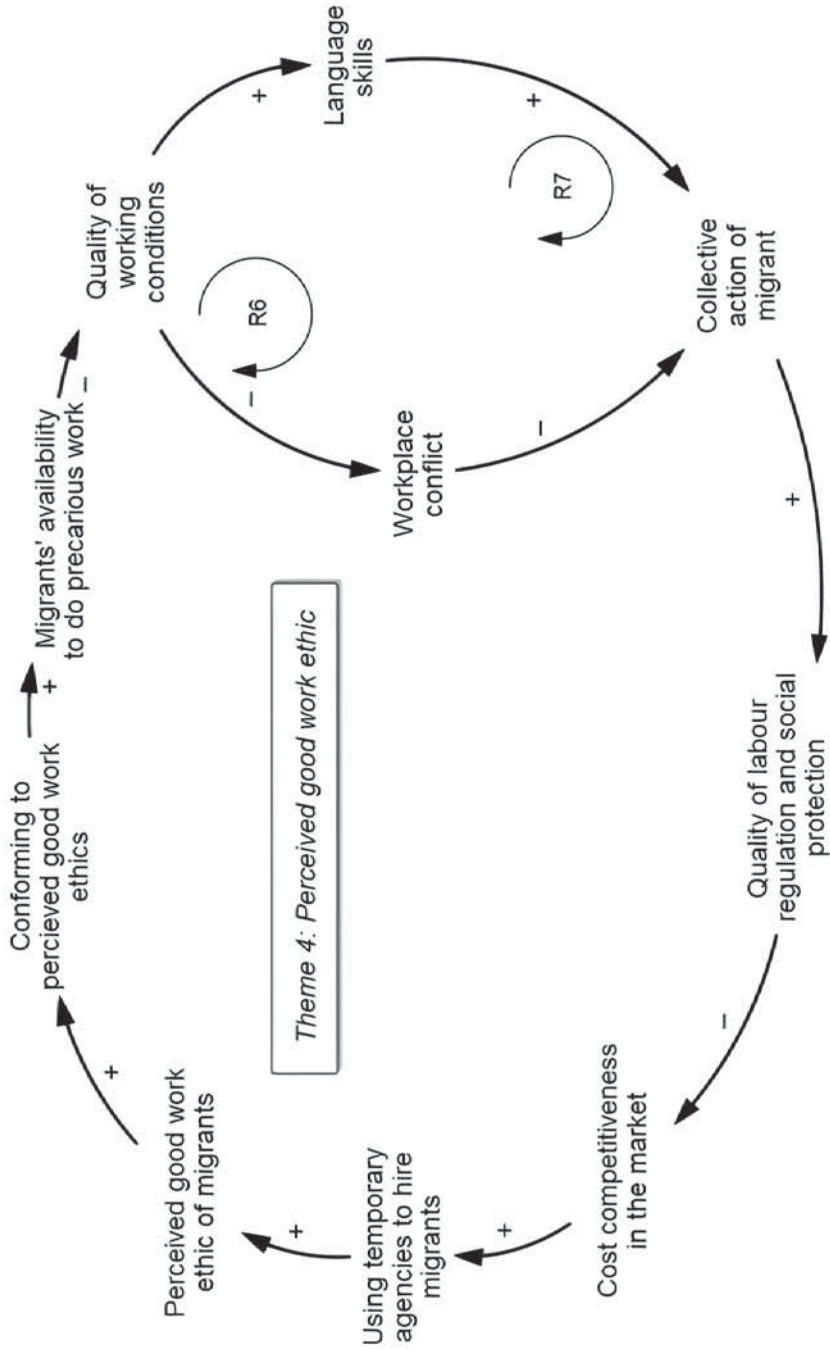 Theme 4: Perceived good work ethic
Conforming to
percieved good work
ethics
+
Migrants' availability
to do precarious work
–
Quality of
working
conditions
+
Language
skills
+
R7
R6
–
Workplace
conflict
–
Collective
action of
migrant
+
Quality of labour
regulation and social
protection
–
Cost competitiveness
in the market
+
Using temporary
agencies to hire
migrants
+
Perceived good work
ethic of migrants
+